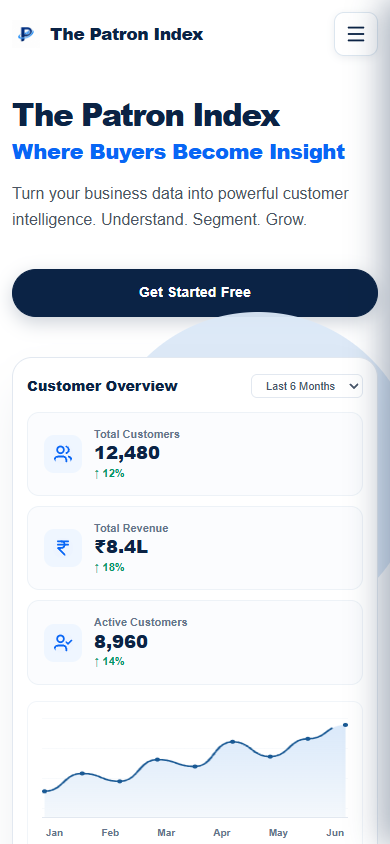 The Patron Index
The Patron Index
Where Buyers Become Insight
Turn your business data into powerful customer
intelligence. Understand. Segment. Grow.
Get Started Free
Customer Overview
Last 6 Months
Total Customers
12,480
↑ 12%
Total Revenue
₹8.4L
↑ 18%
Active Customers
8,960
↑ 14%
Jan Feb Mar Apr May Jun